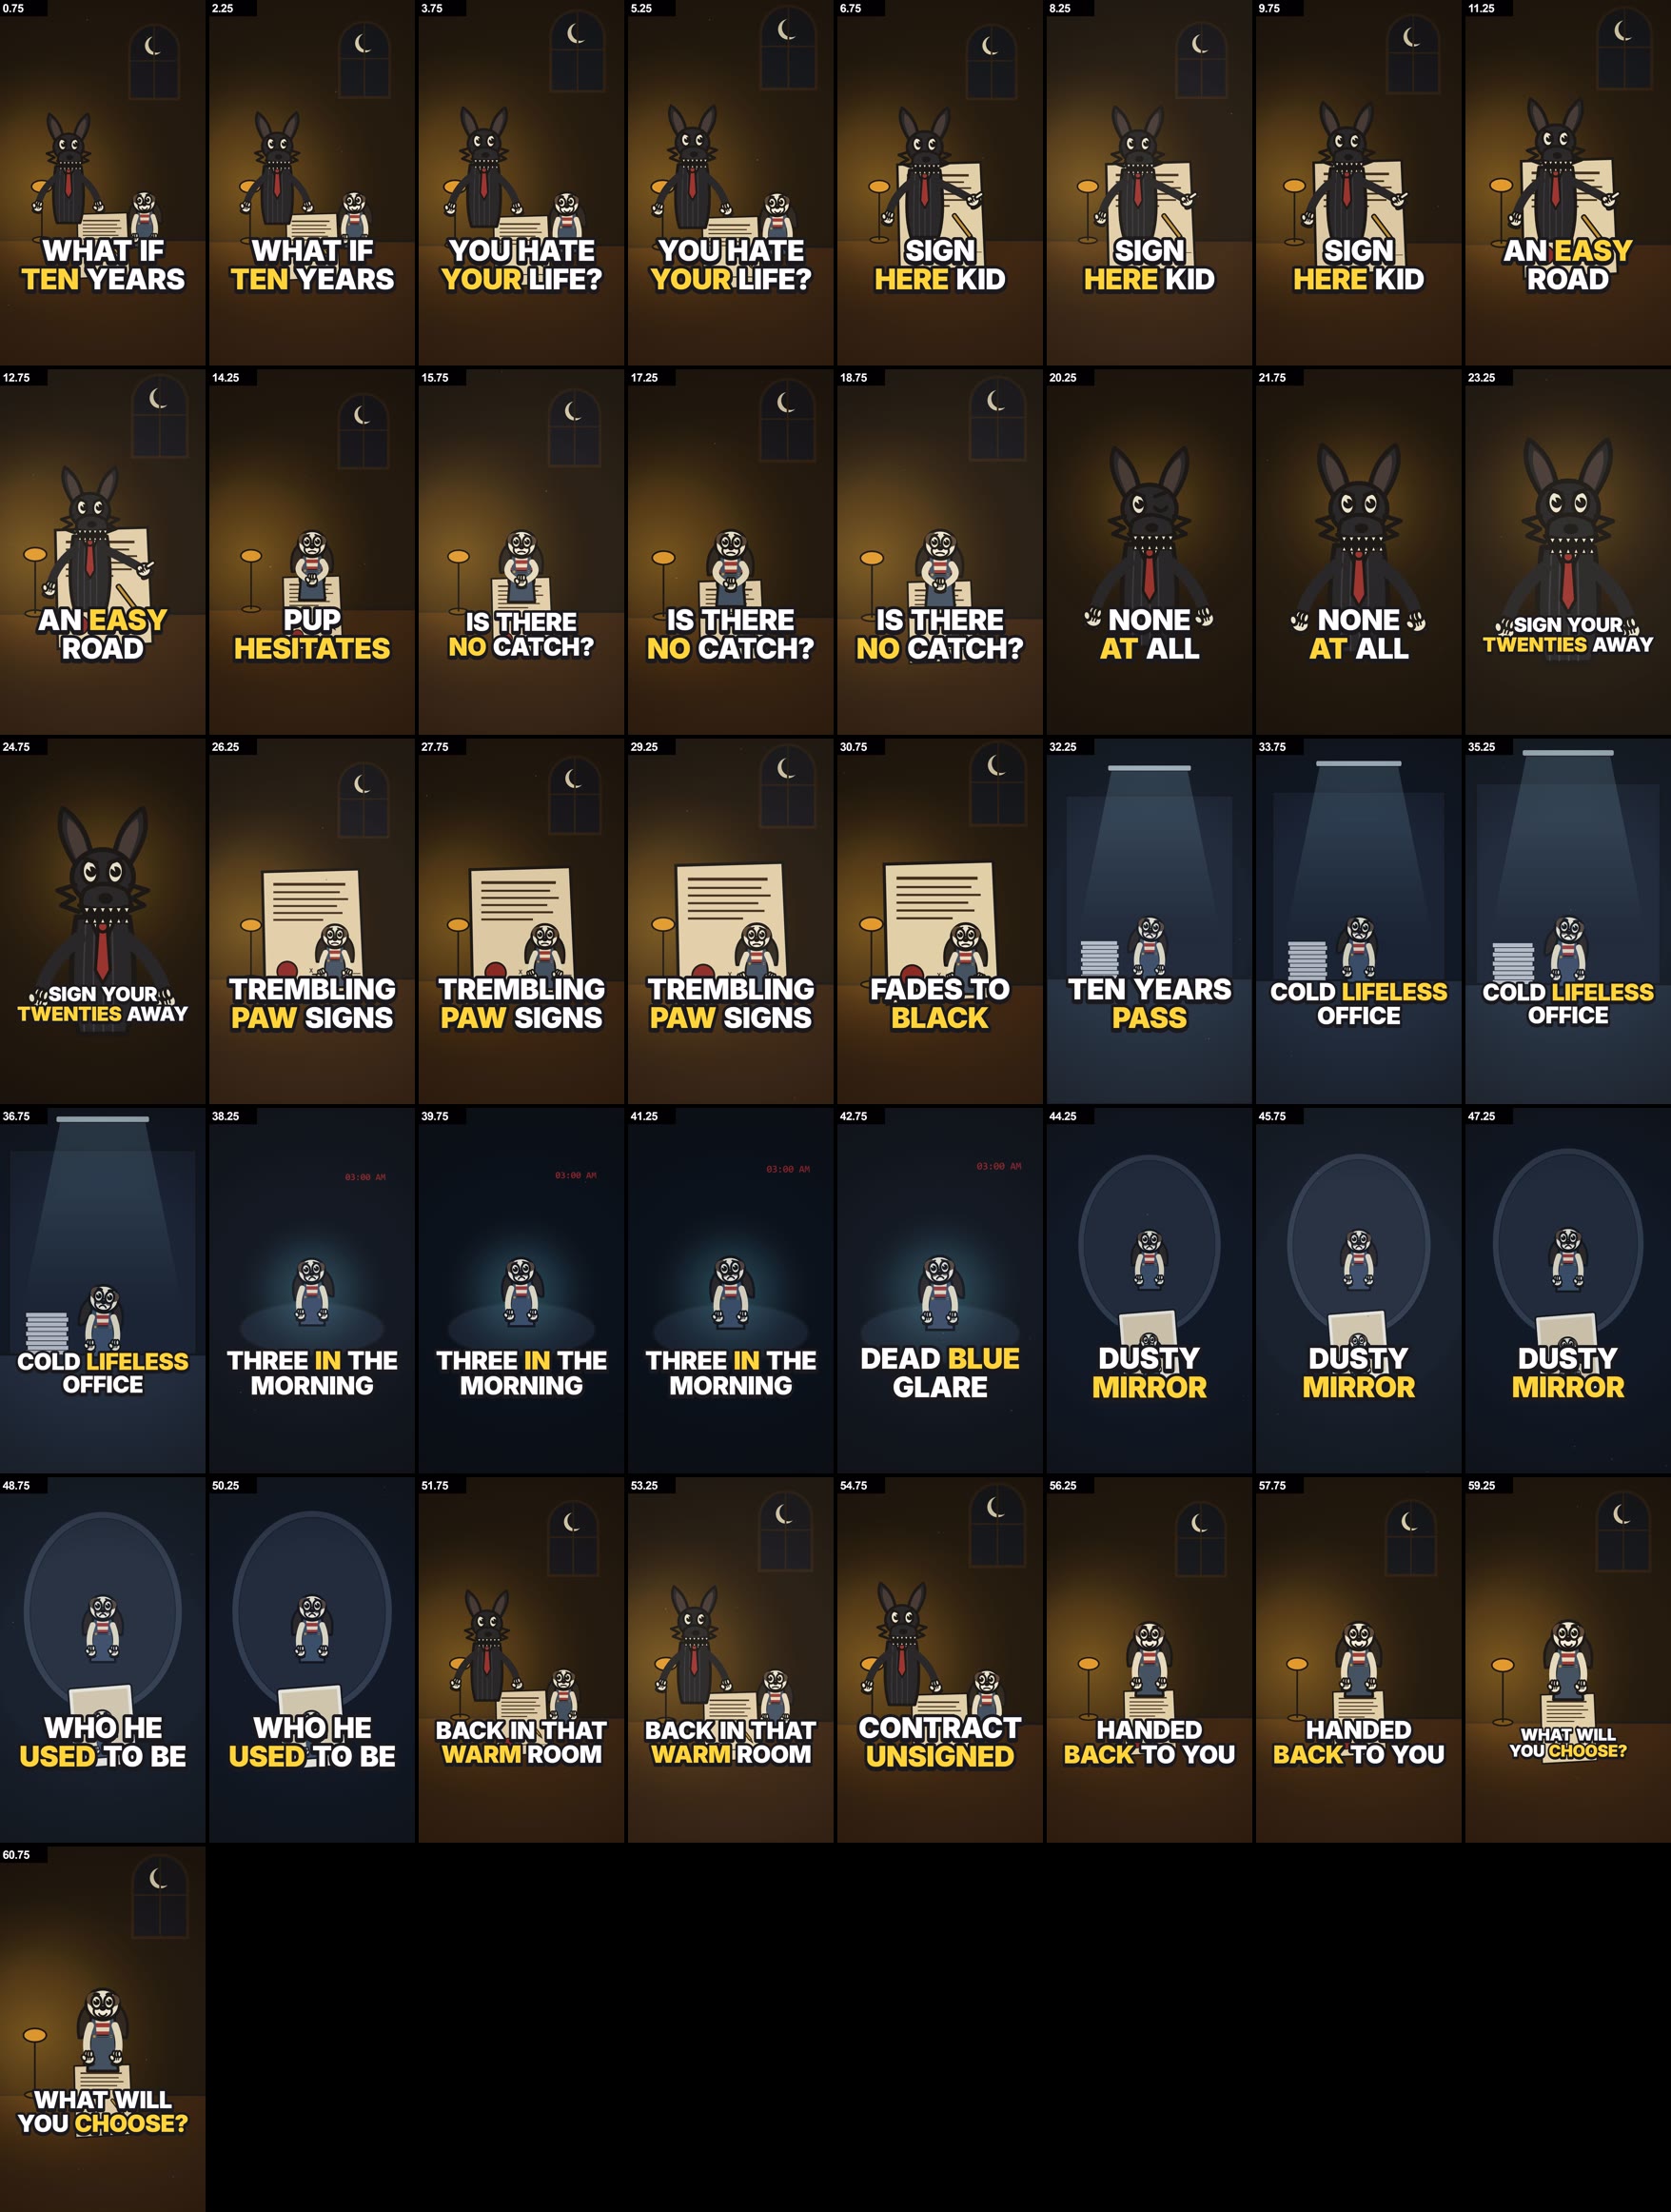 0.75
WHAT IF
TEN YEARS
2.25
WHAT IF
TEN YEARS
3.75
YOU HATE
YOUR LIFE?
5.25
YOU HATE
YOUR LIFE?
6.75
SIGN
HERE KID
8.25
SIGN
HERE KID
9.75
SIGN
HERE KID
11.25
AN EASY
ROAD
12.75
AN EASY
ROAD
14.25
PUP
HESITATES
15.75
IS THERE
NO CATCH?
17.25
IS THERE
NO CATCH?
18.75
IS THERE
NO CATCH?
20.25
NONE
AT ALL
21.75
NONE
AT ALL
23.25
SIGN YOUR
TWENTIES AWAY
24.75
SIGN YOUR
TWENTIES AWAY
26.25
TREMBLING
PAW SIGNS
27.75
TREMBLING
PAW SIGNS
29.25
TREMBLING
PAW SIGNS
30.75
FADES TO
BLACK
32.25
TEN YEARS
PASS
33.75
COLD LIFELESS
OFFICE
35.25
COLD LIFELESS
OFFICE
36.75
COLD LIFELESS
OFFICE
38.25
03:00 AM
THREE IN THE
MORNING
39.75
03:00 AM
THREE IN THE
MORNING
41.25
03:00 AM
THREE IN THE
MORNING
42.75
03:00 AM
DEAD BLUE
GLARE
44.25
DUSTY
MIRROR
45.75
DUSTY
MIRROR
47.25
DUSTY
MIRROR
48.75
WHO HE
USED TO BE
50.25
WHO HE
USED TO BE
51.75
BACK IN THAT
WARM ROOM
53.25
BACK IN THAT
WARM ROOM
54.75
CONTRACT
UNSIGNED
56.25
HANDED
BACK TO YOU
57.75
HANDED
BACK TO YOU
59.25
WHAT WILL
YOU CHOOSE?
60.75
WHAT WILL
YOU CHOOSE?